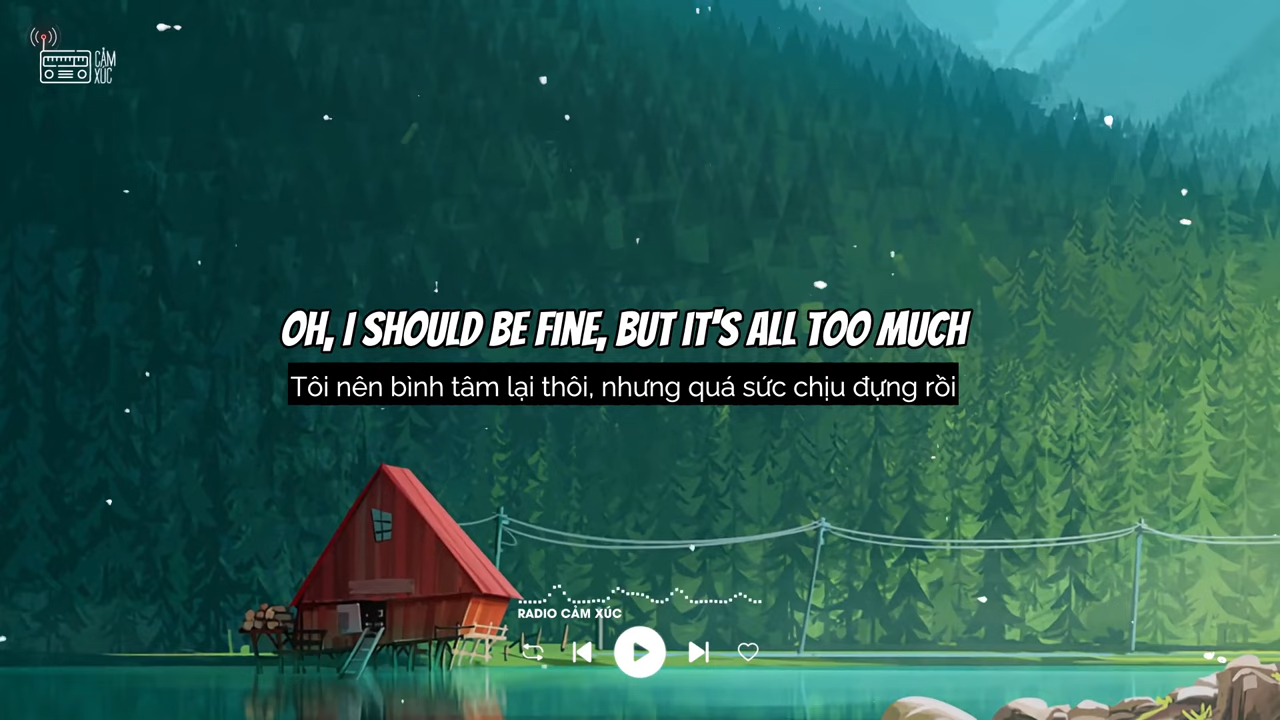 CẢM
XÚC
OH, I SHOULD BE FINE, BUT IT'S ALL TOO MUCH
Tôi nên bình tâm lại thôi, nhưng quá sức chịu đựng rồi
RADIO CẢM XÚC